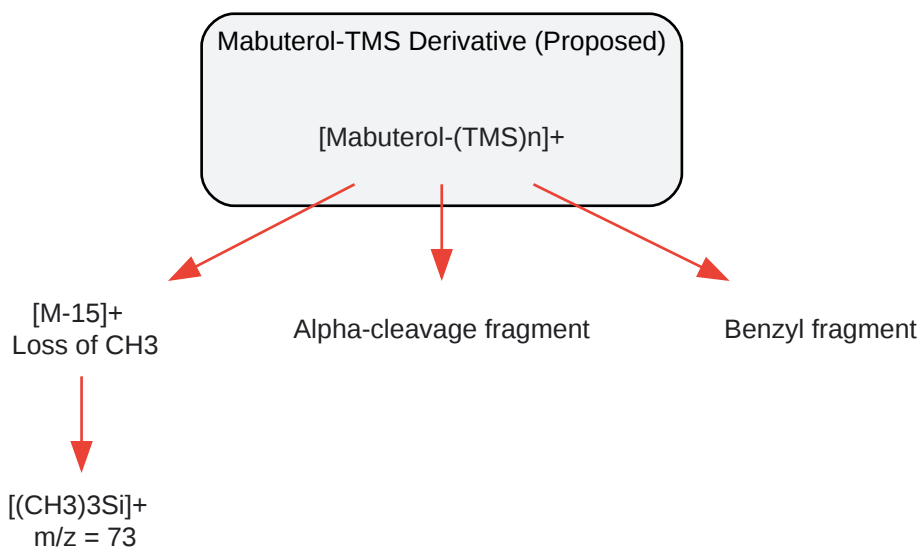 Mabuterol-TMS Derivative (Proposed)
[Mabuterol-(TMS)n]+
[M-15]+
Loss of CH3
Alpha-cleavage fragment
Benzyl fragment
[(CH3)3Si]+
m/z = 73